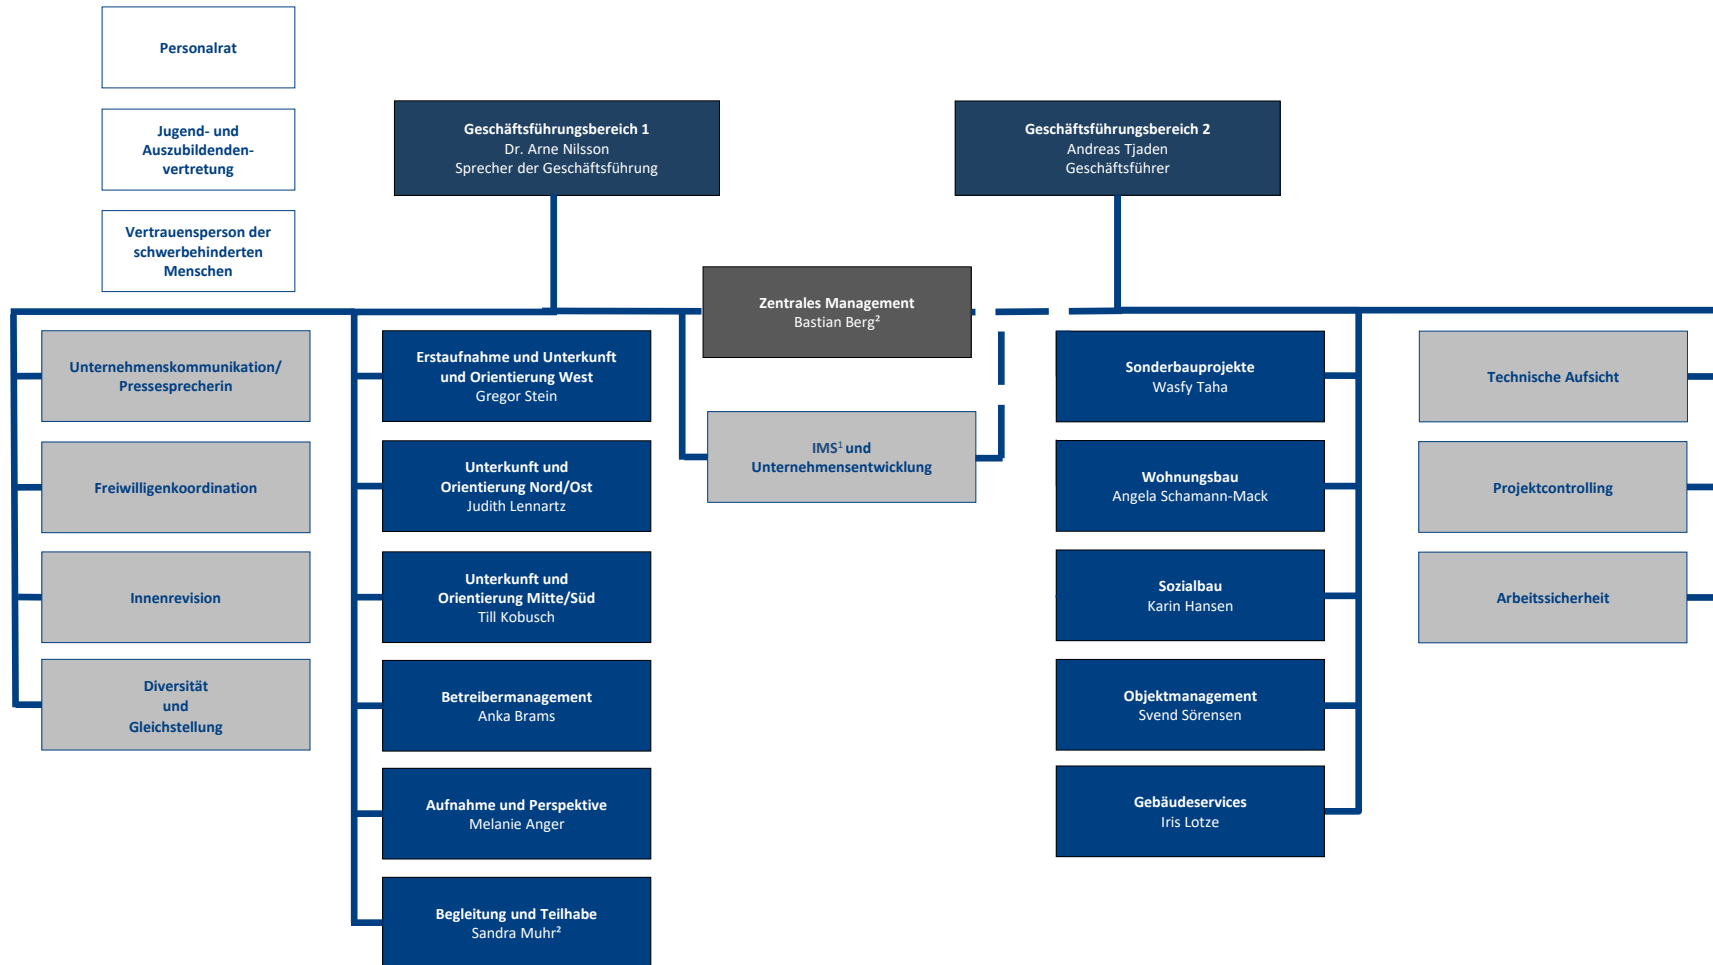 Personalrat
Jugend- und
Auszubildenden-
vertretung
Vertrauensperson der
schwerbehinderten
Menschen
Geschäftsführungsbereich 1
Dr. Arne Nilsson
Sprecher der Geschäftsführung
Geschäftsführungsbereich 2
Andreas Tjaden
Geschäftsführer
Zentrales Management
Bastian Berg²
IMS¹ und
Unternehmensentwicklung
Unternehmenskommunikation/
Pressesprecherin
Freiwilligenkoordination
Innenrevision
Diversität
und
Gleichstellung
Erstaufnahme und Unterkunft
und Orientierung West
Gregor Stein
Unterkunft und
Orientierung Nord/Ost
Judith Lennartz
Unterkunft und
Orientierung Mitte/Süd
Till Kobusch
Betreibermanagement
Anka Brams
Aufnahme und Perspektive
Melanie Anger
Begleitung und Teilhabe
Sandra Muhr²
Sonderbauprojekte
Wasfy Taha
Wohnungsbau
Angela Schamann-Mack
Sozialbau
Karin Hansen
Objektmanagement
Svend Sörensen
Gebäudeservices
Iris Lotze
Technische Aufsicht
Projektcontrolling
Arbeitssicherheit